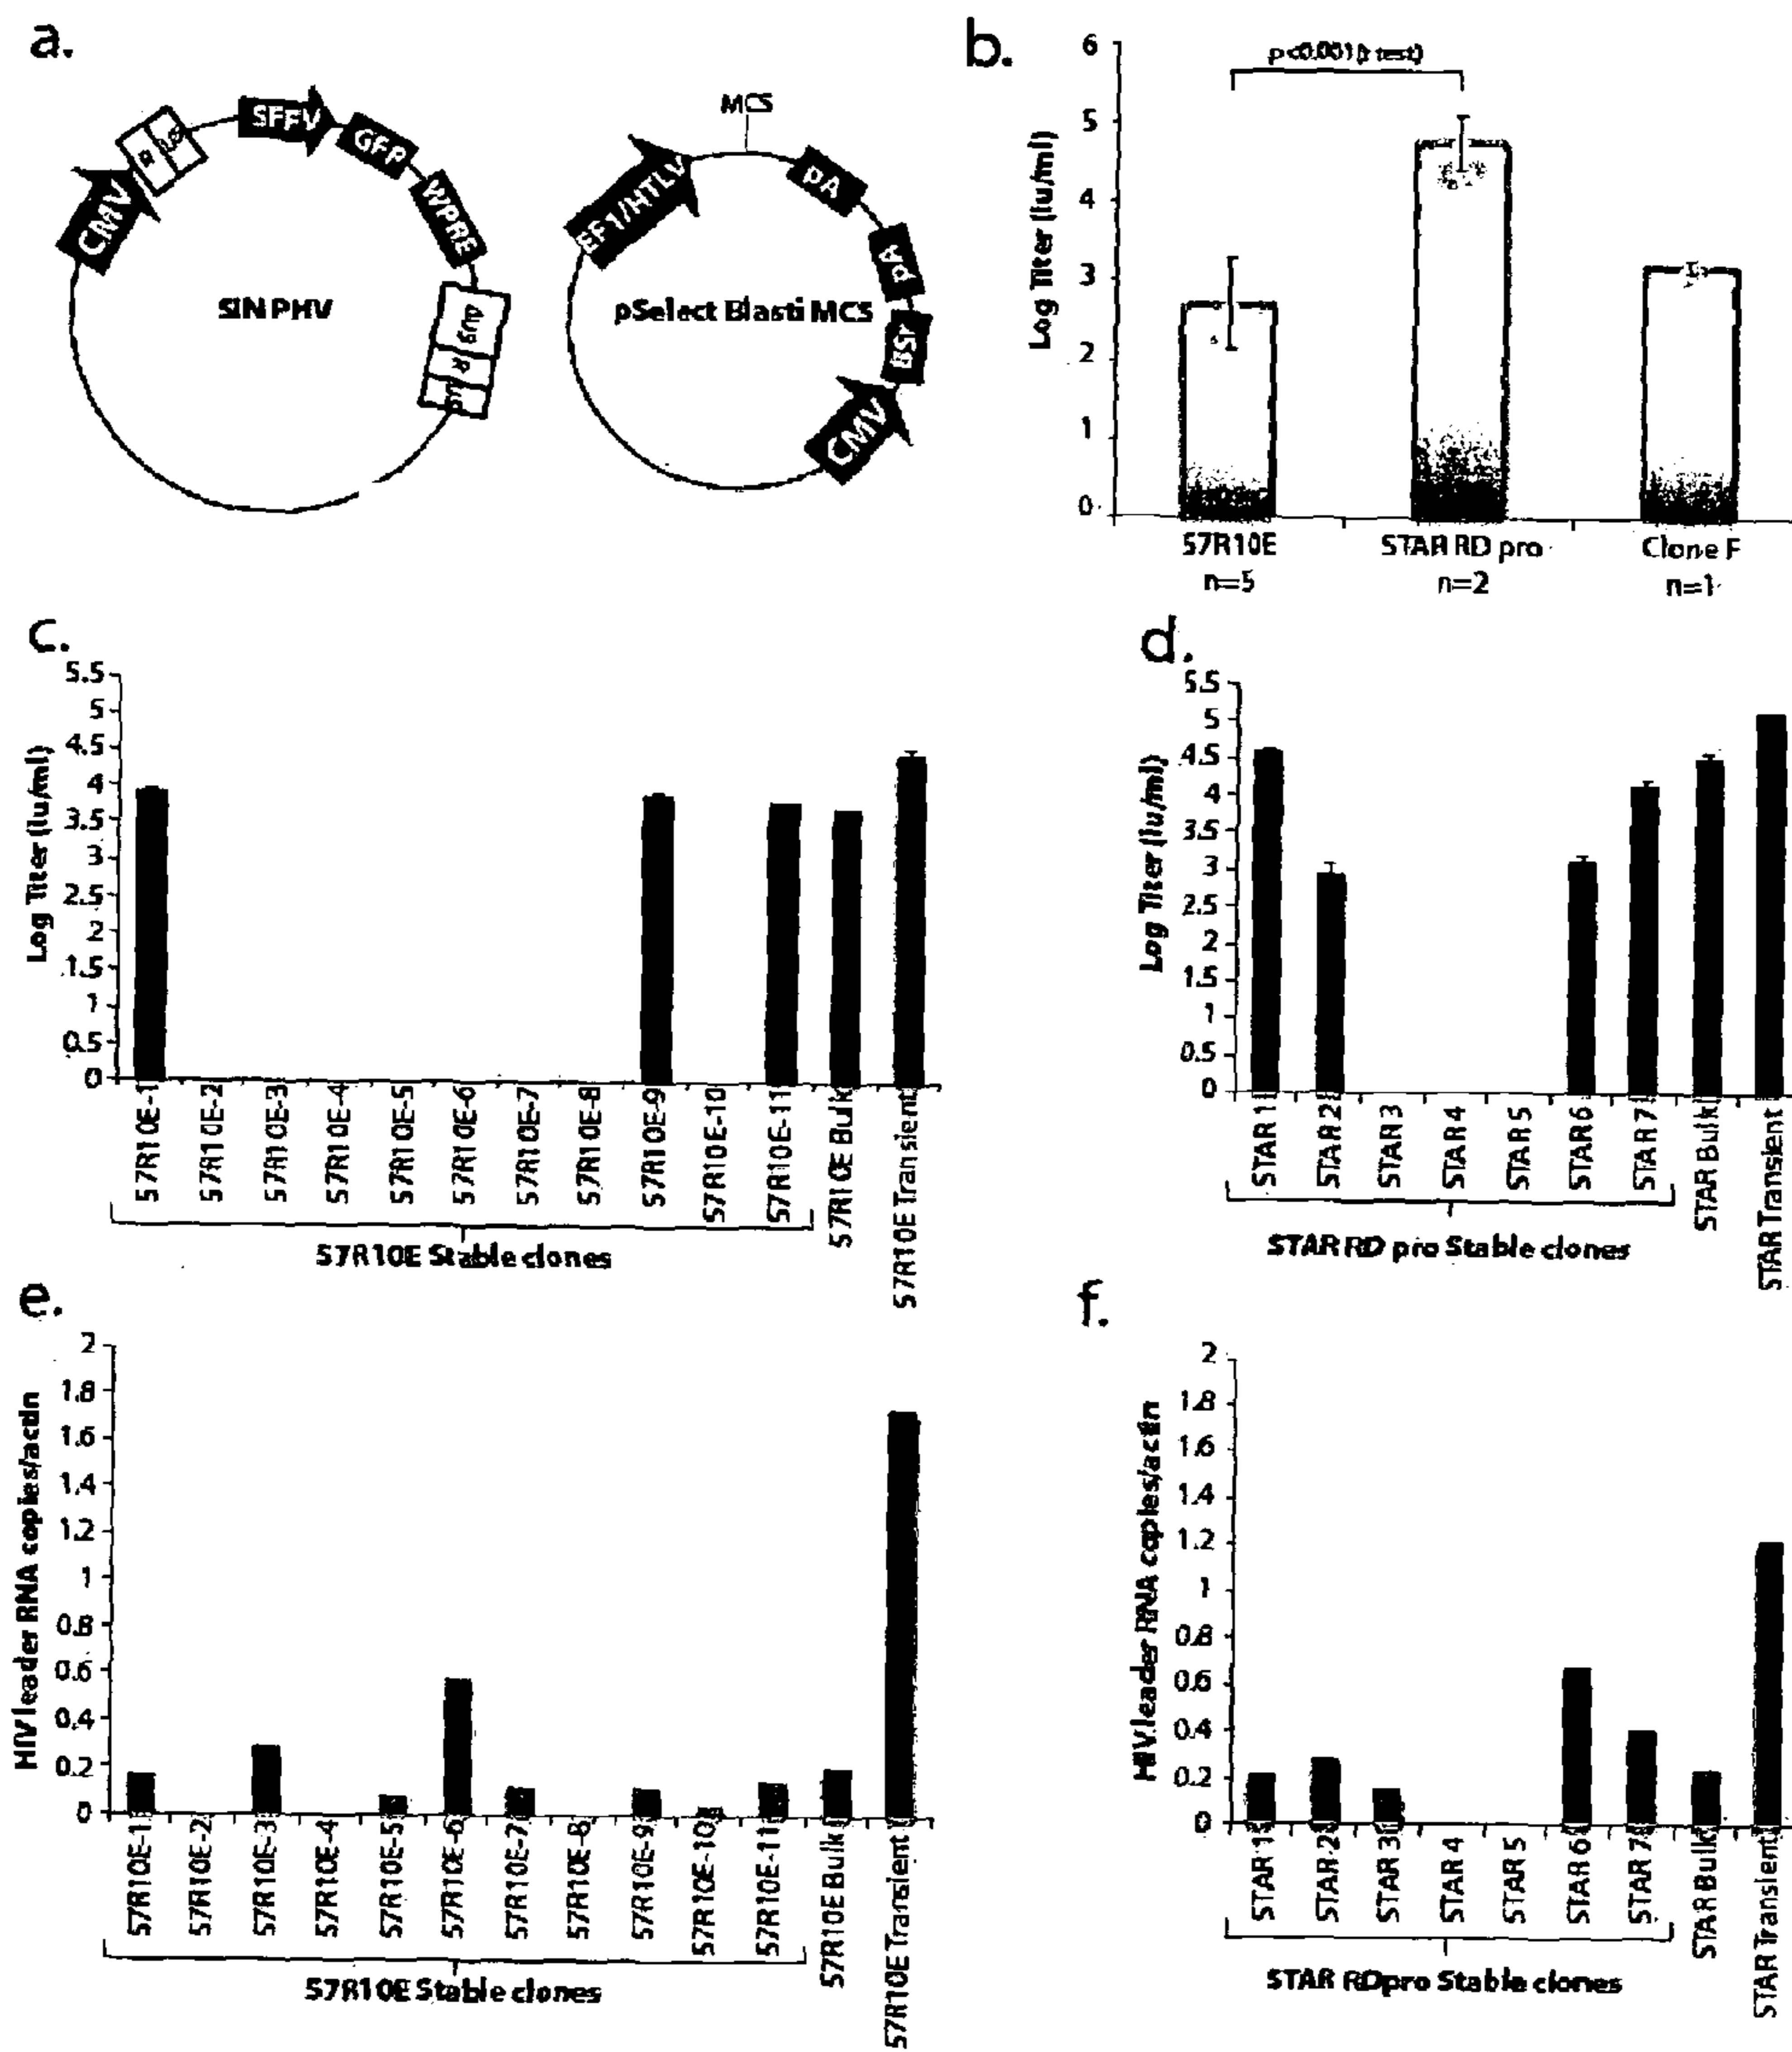 a.
SFFV
GFP
CMV
R
WPRE
SIN PHV
ΔU3
R
U5
MCS
EF1/HTLV
pA
pA
BSR
CMV
pSelect Blasti MCS
b.
p<0.001 (t test)
Log Titer (Iu/ml)
6
5
4
3
2
1
0
57R10E
n=5
STAR RD pro
n=2
Clone F
n=1
c.
Log Titer (Iu/ml)
5.5
5
4.5
4
3.5
3
2.5
2
1.5
1
0.5
0
57R10E-1
57R10E-2
57R10E-3
57R10E-4
57R10E-5
57R10E-6
57R10E-7
57R10E-8
57R10E-9
57R10E-10
57R10E-11
57R10E Bulk
57R10E Transient
57R10E Stable clones
d.
Log Titer (Iu/ml)
5.5
5
4.5
4
3.5
3
2.5
2
1.5
1
0.5
0
STAR 1
STAR 2
STAR 3
STAR 4
STAR 5
STAR 6
STAR 7
STAR Bulk
STAR Transient
STAR RD pro Stable clones
e.
HIV leader RNA copies/actin
2
1.8
1.6
1.4
1.2
1
0.8
0.6
0.4
0.2
0
57R10E-1
57R10E-2
57R10E-3
57R10E-4
57R10E-5
57R10E-6
57R10E-7
57R10E-8
57R10E-9
57R10E-10
57R10E-11
57R10E Bulk
57R10E Transient
57R10E Stable clones
f.
HIV leader RNA copies/actin
2
1.8
1.6
1.4
1.2
1
0.8
0.6
0.4
0.2
0
STAR 1
STAR 2
STAR 3
STAR 4
STAR 5
STAR 6
STAR 7
STAR Bulk
STAR Transient
STAR RDpro Stable clones